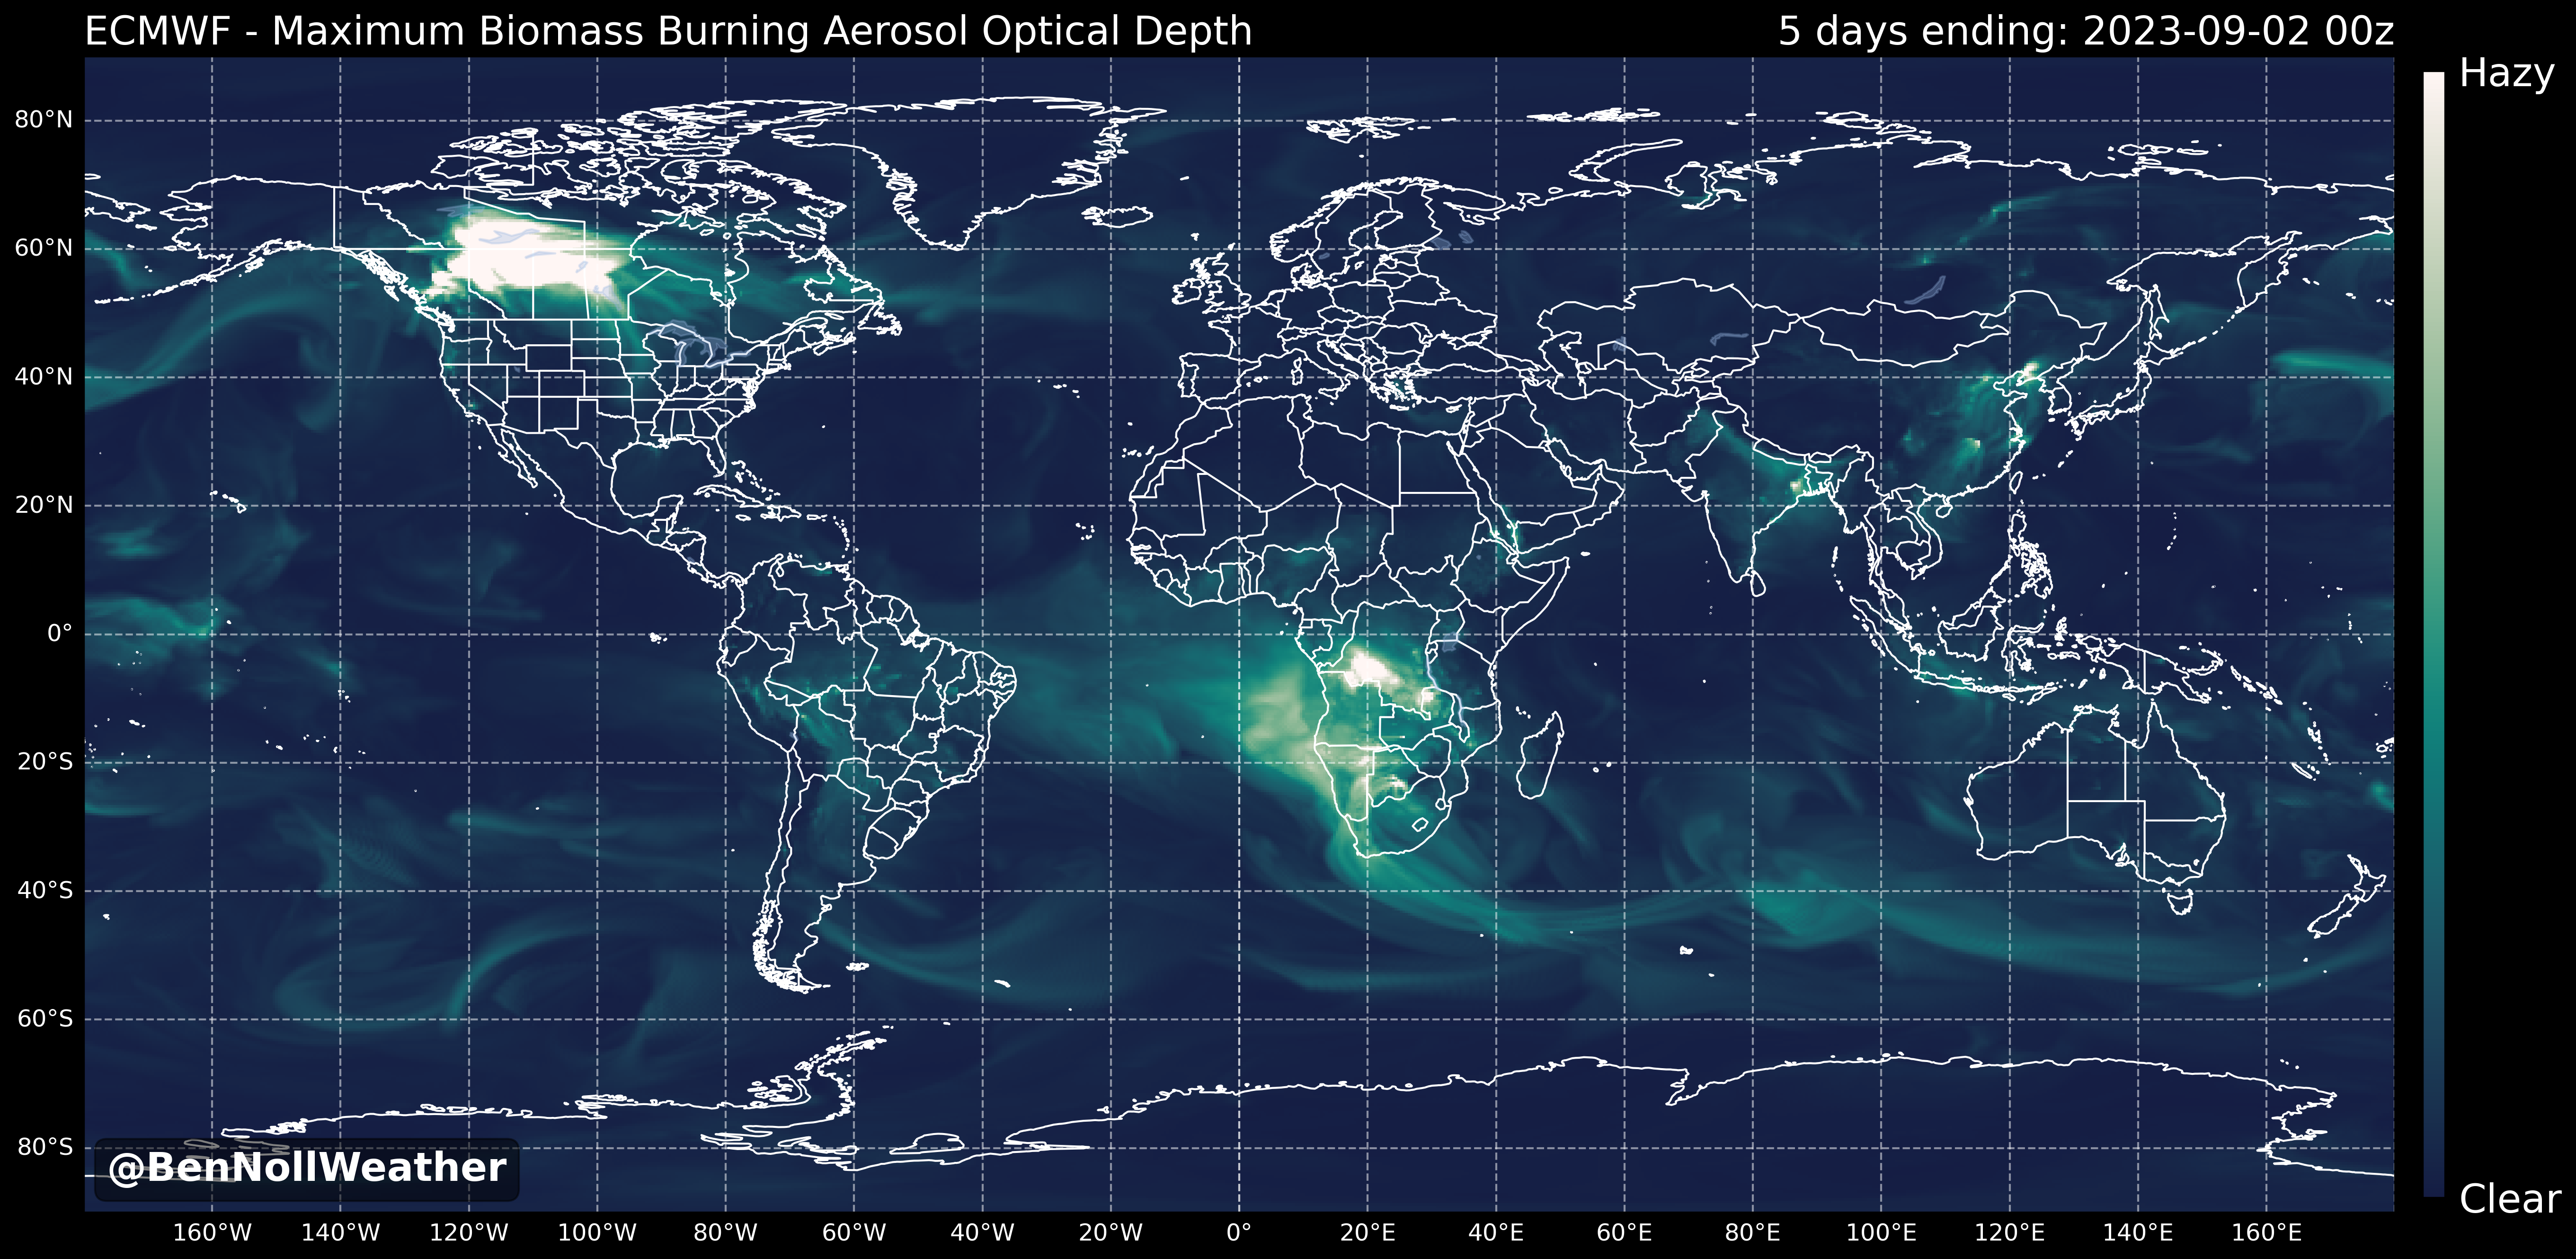 ECMWF - Maximum Biomass Burning Aerosol Optical Depth
5 days ending: 2023-09-02 00z
Hazy
80°N
60°N
40°N
20°N
0°
20°S
40°S
60°S
80°S
@BenNollWeather
Clear
160°W 140°W 120°W 100°W 80°W 60°W 40°W 20°W 0° 20°E 40°E 60°E 80°E 100°E 120°E 140°E 160°E